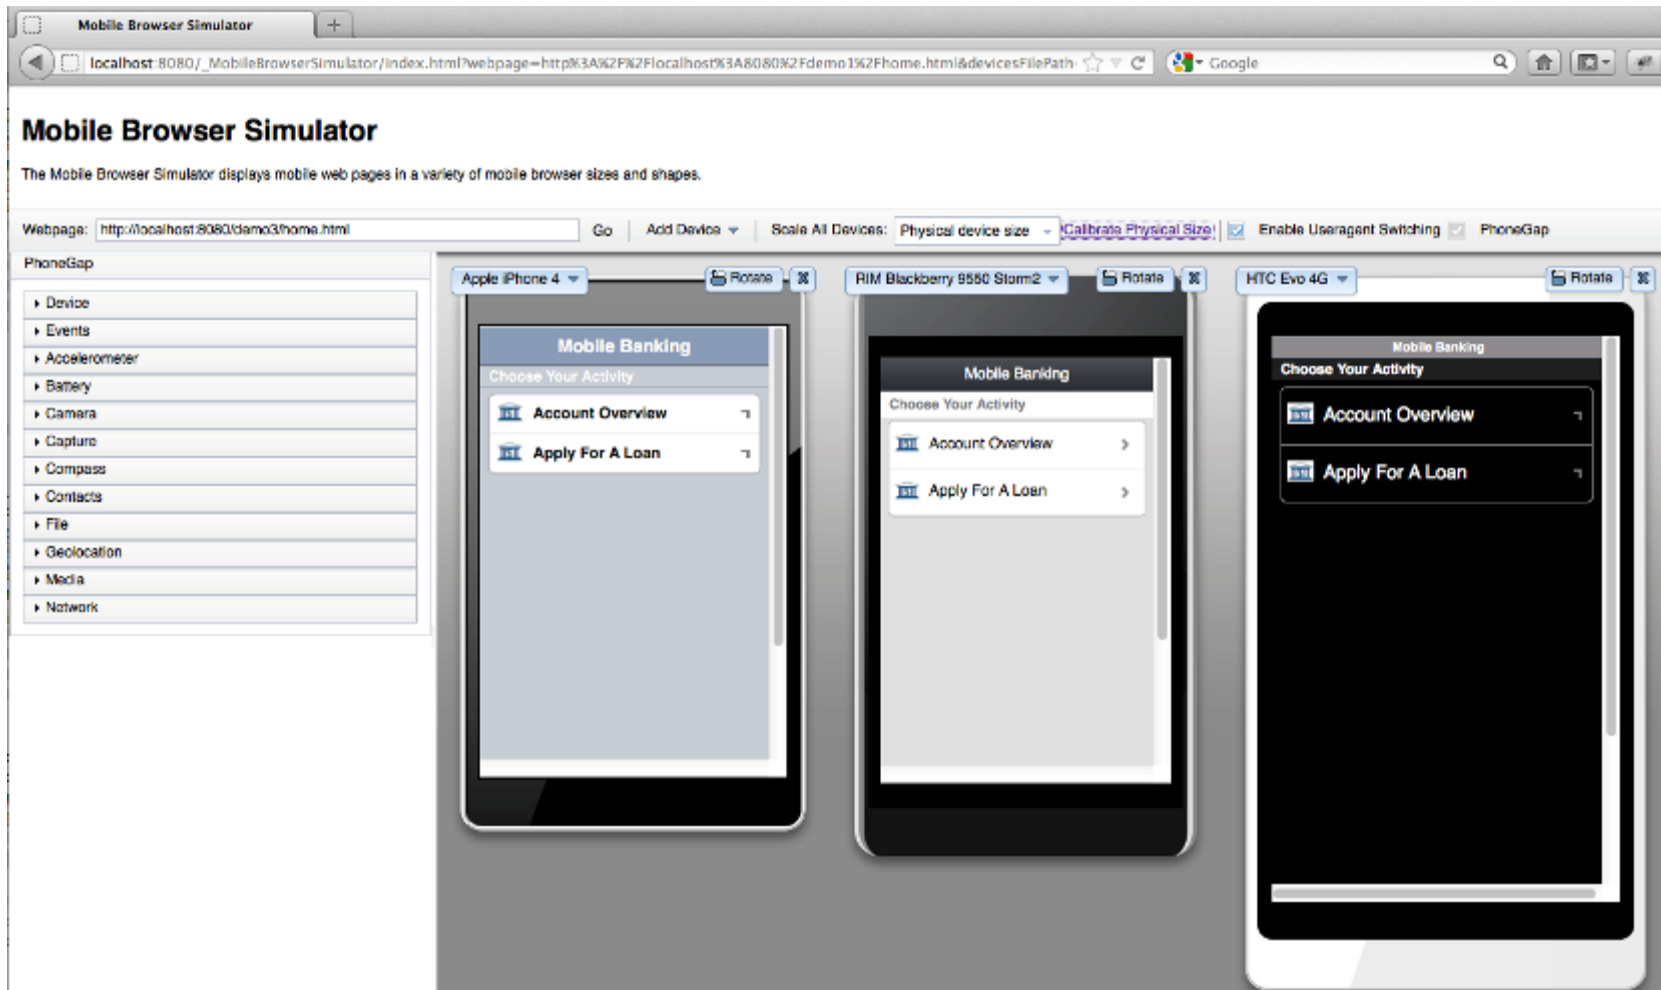 Mobile Browser Simulator
localhost:8080/_MobileBrowserSimulator/index.html?webpage=http%3A%2F%2Flocalhost%3A8080%2Fdemo1%2Fhome.html&devicesFilePath
Google
Mobile Browser Simulator
The Mobile Browser Simulator displays mobile web pages in a variety of mobile browser sizes and shapes.
Webpage: http://localhost:8080/demo3/home.html Go Add Device Scale All Devices: Physical device size Calibrate Physical Size Enable Useragent Switching PhoneGap
PhoneGap
Device
Events
Accelerometer
Battery
Camera
Capture
Compass
Contacts
File
Geolocation
Media
Network
Apple iPhone 4 Rotate
Mobile Banking
Choose Your Activity
Account Overview
Apply For A Loan
RIM Blackberry 9550 Storm2 Rotate
Mobile Banking
Choose Your Activity
Account Overview
Apply For A Loan
HTC Evo 4G Rotate
Mobile Banking
Choose Your Activity
Account Overview
Apply For A Loan